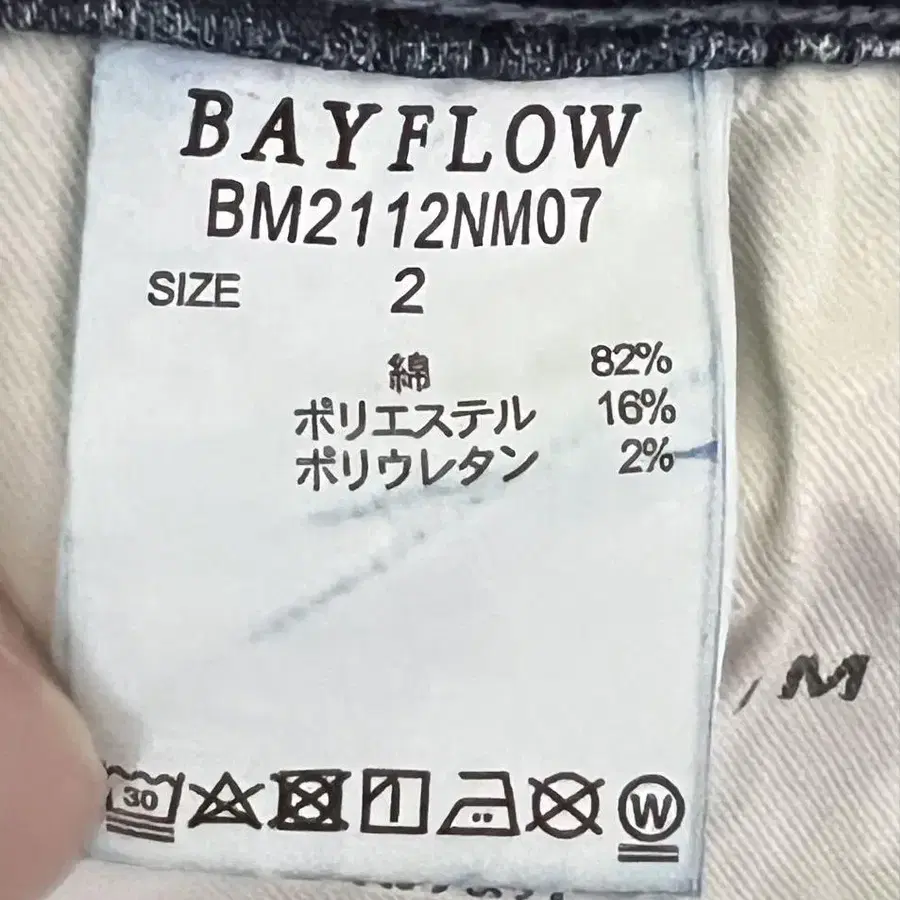 BAYFLOW
BM2112NM07
SIZE 2
綿 82%
ポリエステル 16%
ポリウレタン 2%
M
30
W